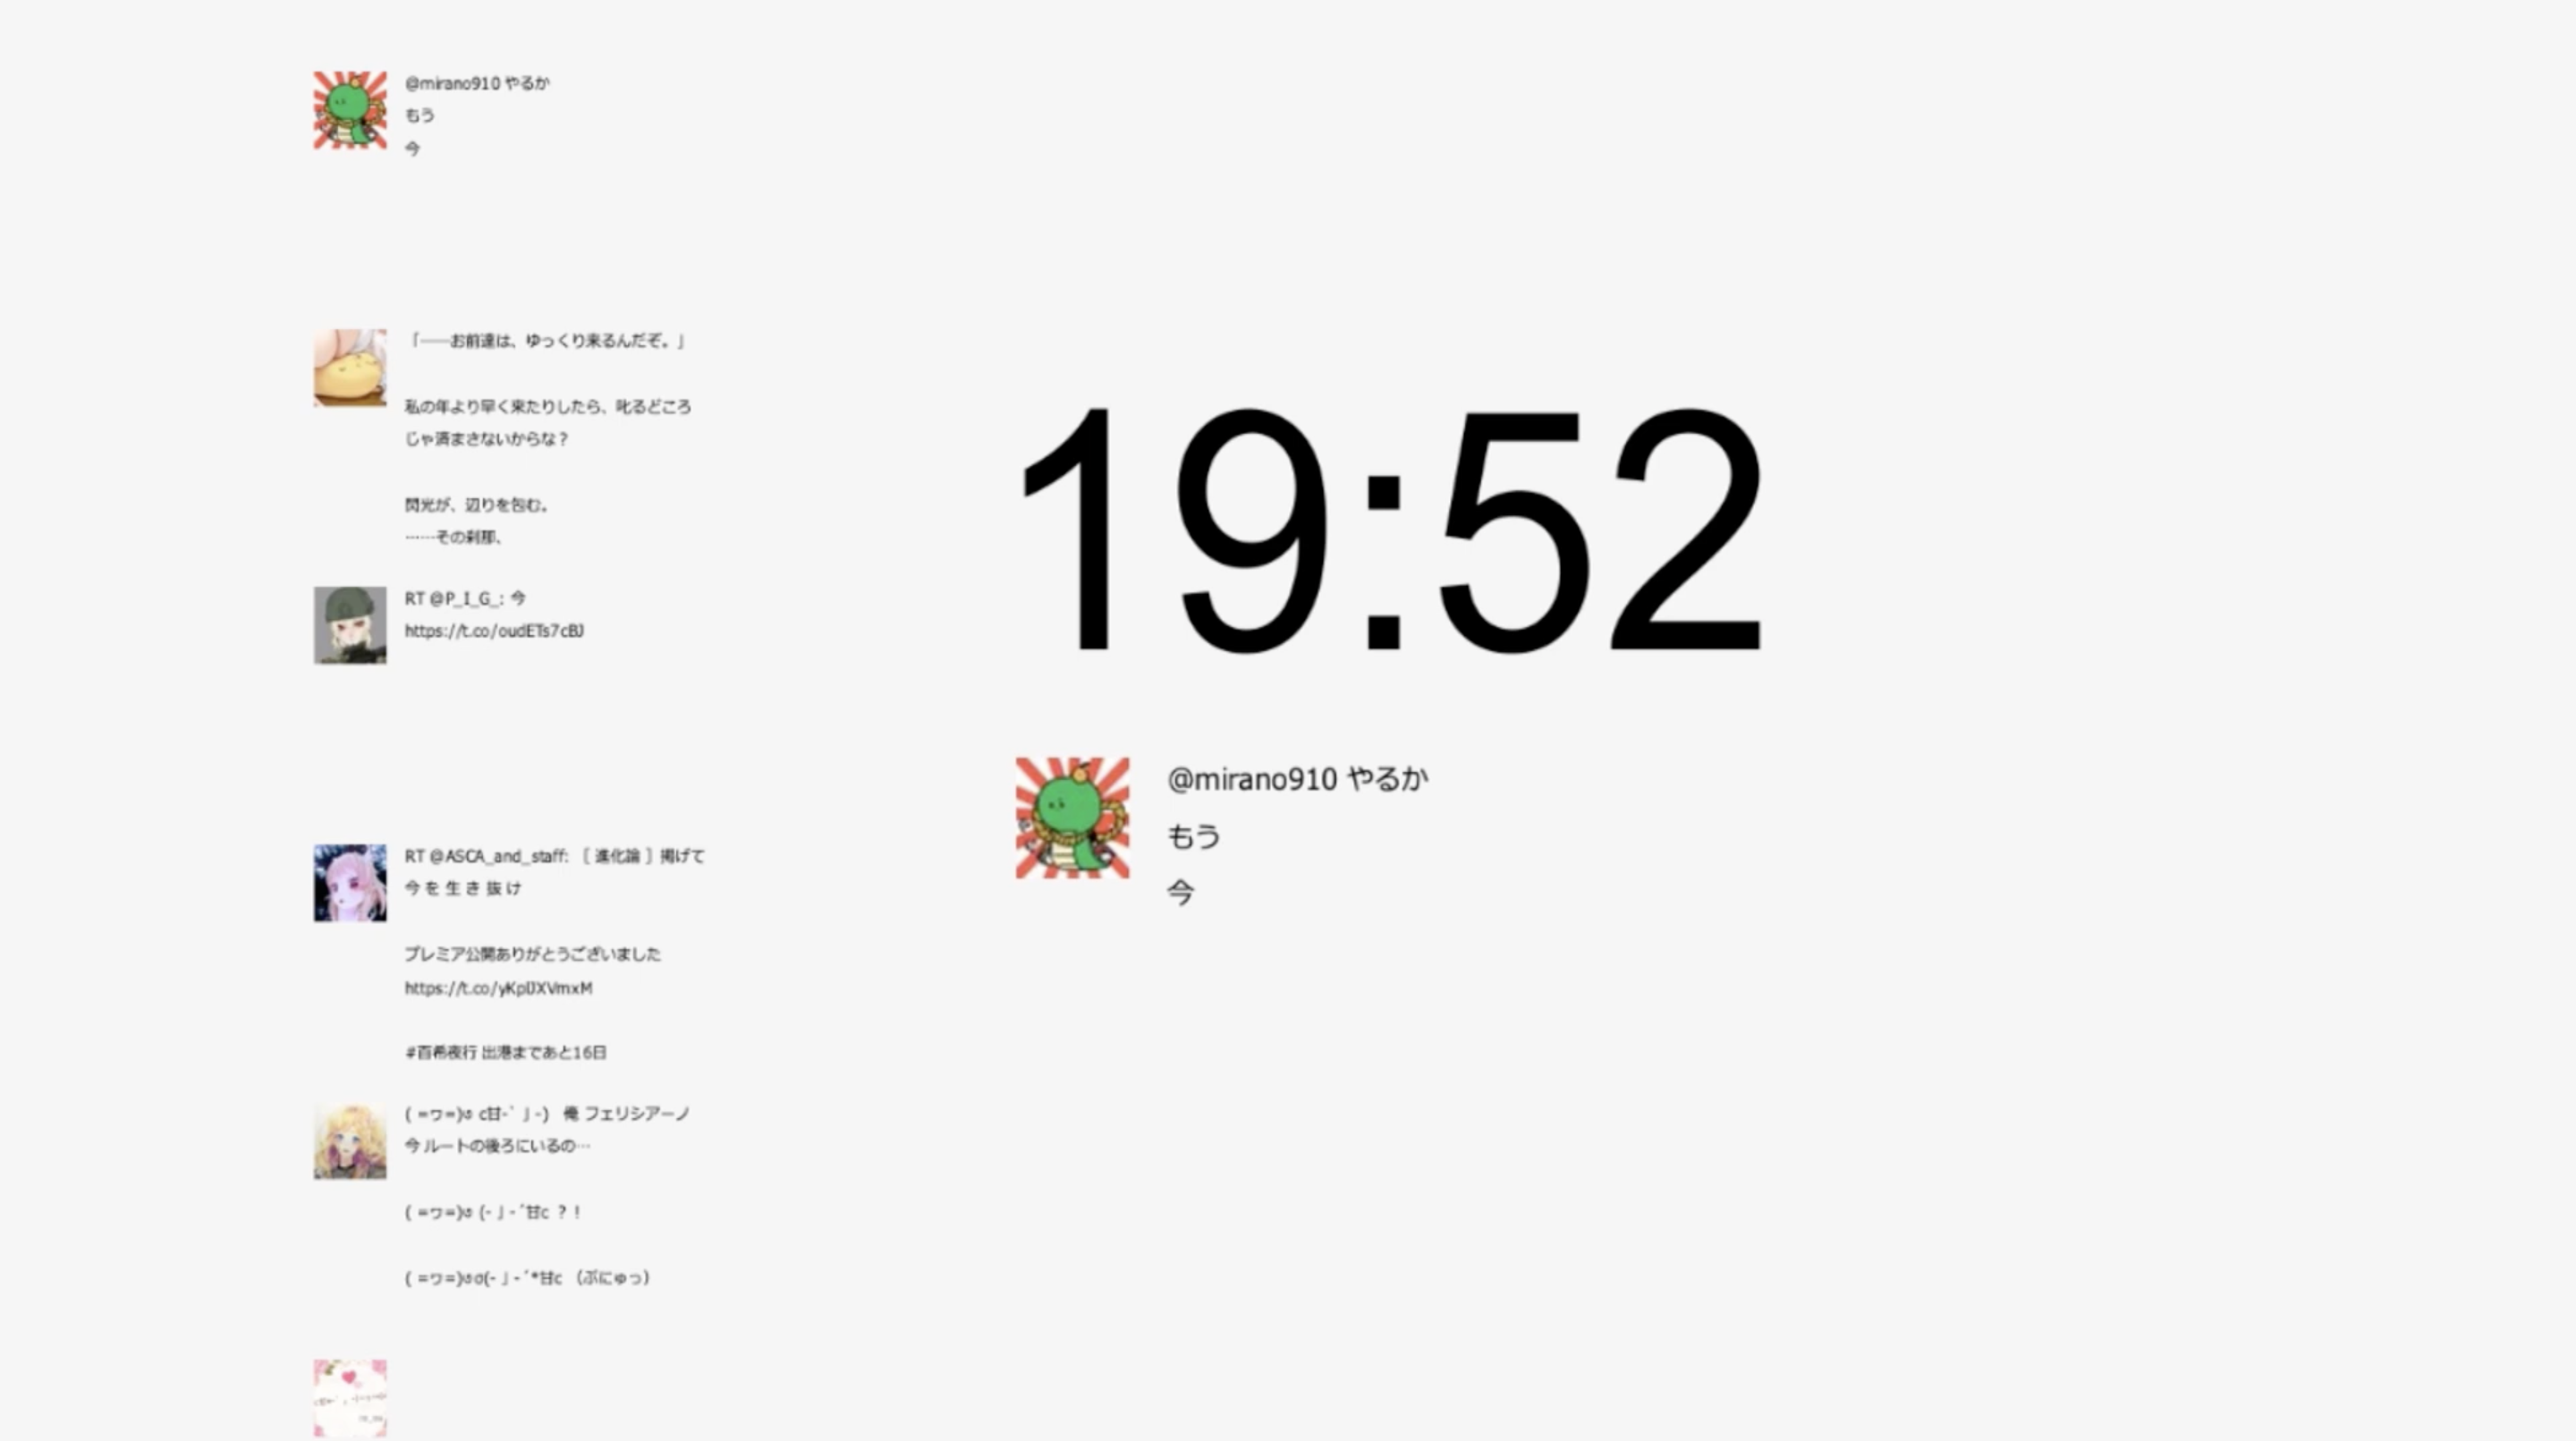 @mirano910 やるか
もう
今
「──お前達は、ゆっくり来るんだぞ。」
私の年より早く来たりしたら、叱るどころ
じゃ済まさないからな？
閃光が、辺りを包む。
……その刹那、
RT @P_I_G_: 今
https://t.co/oudETs7cBJ
RT @ASCA_and_staff: ［ 進化論 ］掲げて
今 を 生 き 抜 け
プレミア公開ありがとうございました
https://t.co/yKplJXVmxM
#百希夜行 出港まであと16日
( =ワ=)৩ c甘-` 」-)　俺 フェリシアーノ
今 ルートの後ろにいるの…
( =ワ=)৩ (-」-´甘c ？！
( =ワ=)৩σ(-」-´*甘c （ぷにゅっ）
19:52
@mirano910 やるか
もう
今